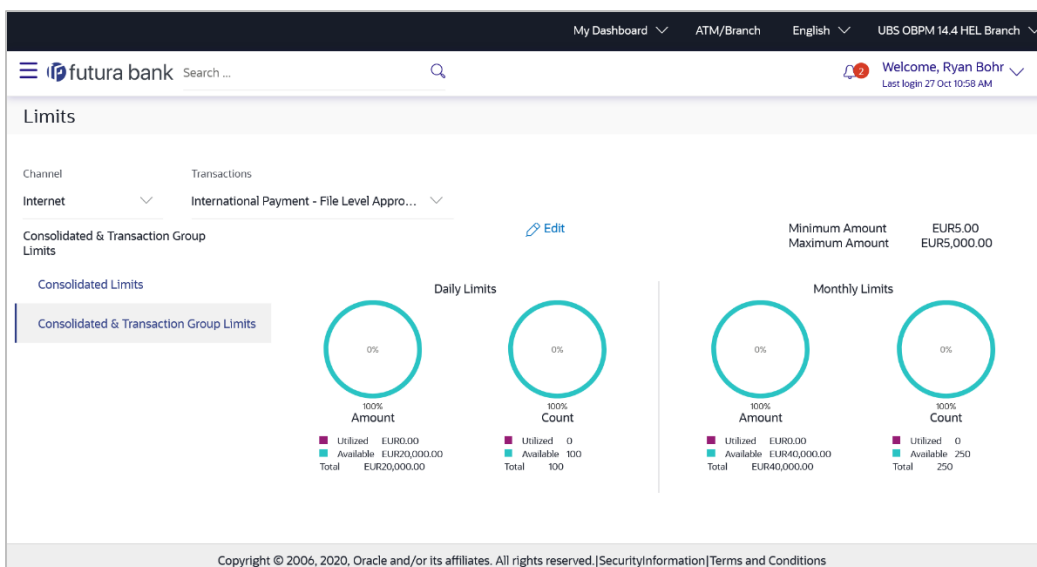 My Dashboard ATM/Branch English UBS OBPM 14.4 HEL Branch
futura bank Search ... 2 Welcome, Ryan Bohr
Last login 27 Oct 10:58 AM
Limits
Channel Transactions
Internet International Payment - File Level Appro...
Consolidated & Transaction Group
Limits
Edit
Minimum Amount EUR5.00
Maximum Amount EUR5,000.00
Consolidated Limits
Consolidated & Transaction Group Limits
Daily Limits
0% 0%
100% 100%
Amount Count
Utilized EUR0.00 Utilized 0
Available EUR20,000.00 Available 100
Total EUR20,000.00 Total 100
Monthly Limits
0% 0%
100% 100%
Amount Count
Utilized EUR0.00 Utilized 0
Available EUR40,000.00 Available 250
Total EUR40,000.00 Total 250
Copyright © 2006, 2020, Oracle and/or its affiliates. All rights reserved.|SecurityInformation|Terms and Conditions